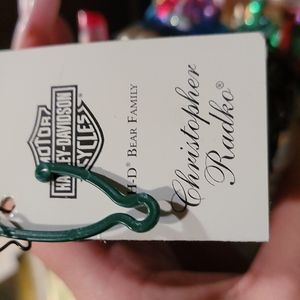 MOTOR
HARLEY-DAVIDSON
CYCLES
H-D® BEAR FAMILY
Christopher
Radko®